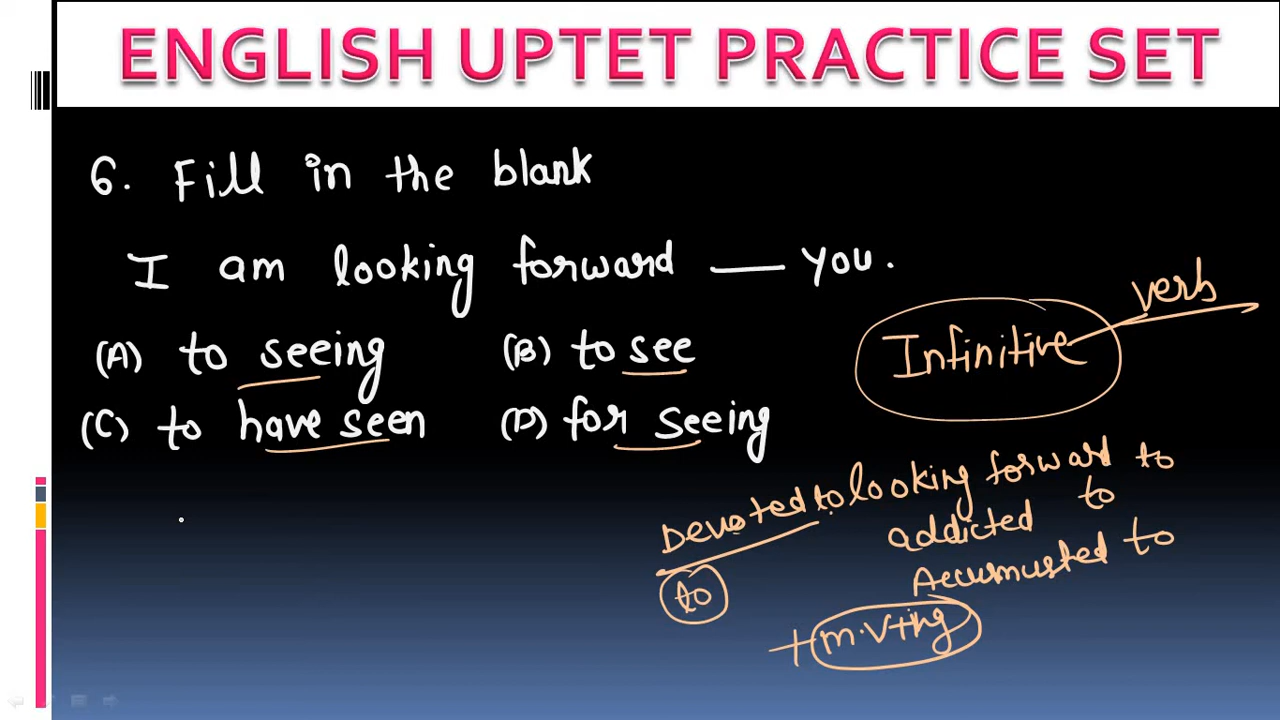 ENGLISH UPTET PRACTICE SET
6. Fill in the blank
I am looking forward ___ you.
(A) to seeing (B) to see
(C) to have seen (D) for seeing
Infinitive verb
Devoted to looking forward to
addicted to
Accumusted to
to
+ m.v+ing